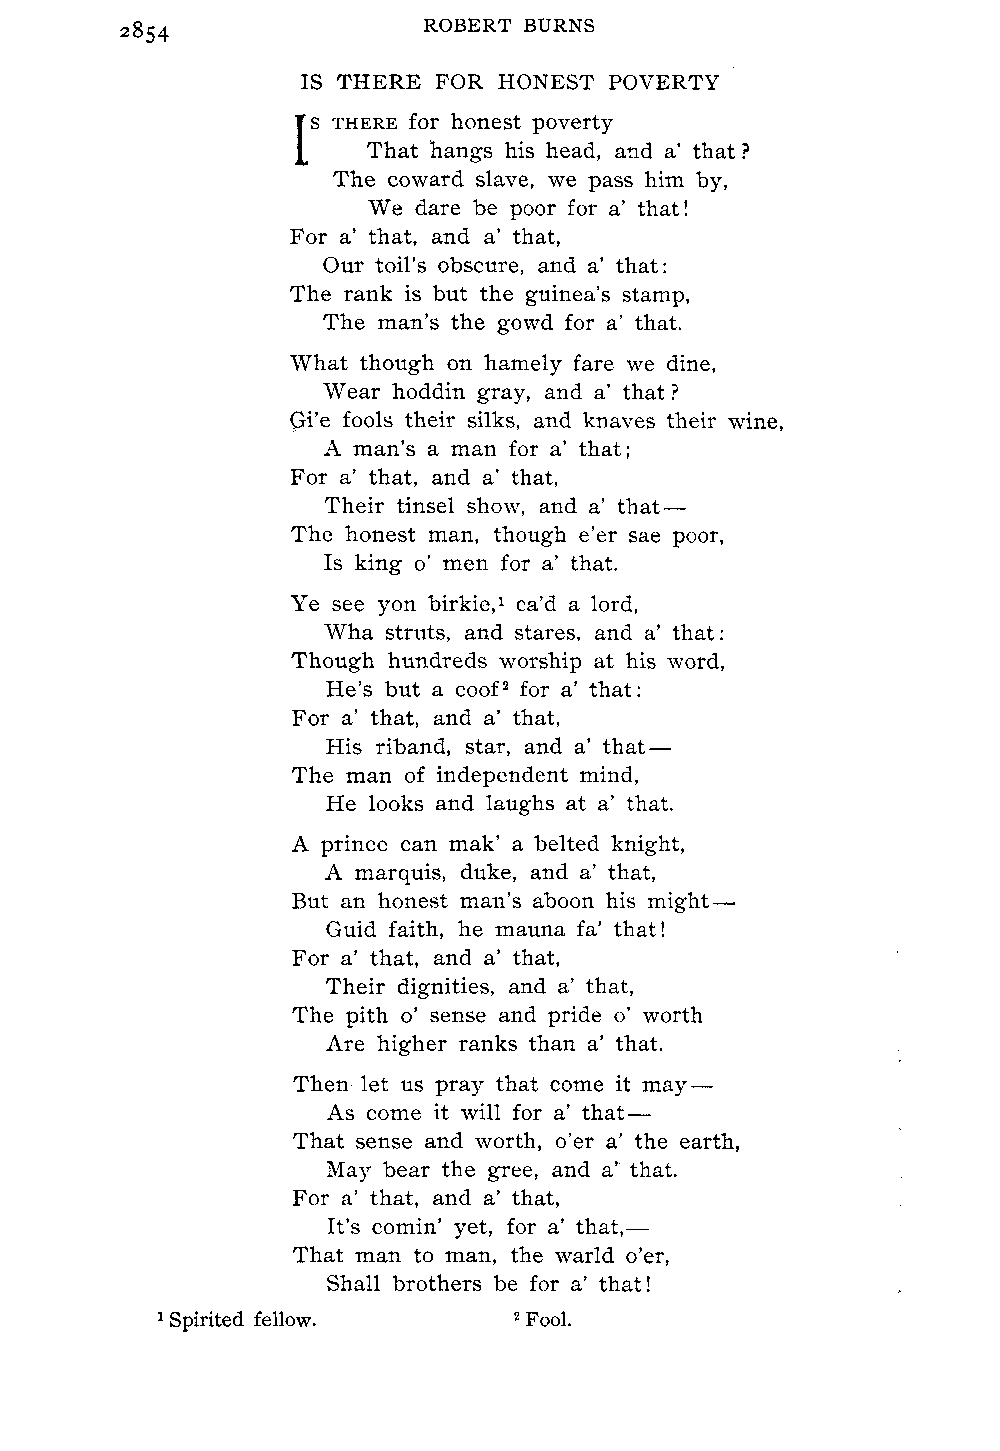 2854 ROBERT BURNS
IS THERE FOR HONEST POVERTY
IS THERE for honest poverty
That hangs his head, and a' that?
The coward slave, we pass him by,
We dare be poor for a' that!
For a' that, and a' that,
Our toil's obscure, and a' that:
The rank is but the guinea's stamp,
The man's the gowd for a' that.
What though on hamely fare we dine,
Wear hoddin gray, and a' that?
Gi'e fools their silks, and knaves their wine,
A man's a man for a' that;
For a' that, and a' that,
Their tinsel show, and a' that—
The honest man, though e'er sae poor,
Is king o' men for a' that.
Ye see yon birkie,¹ ca'd a lord,
Wha struts, and stares, and a' that:
Though hundreds worship at his word,
He's but a coof² for a' that:
For a' that, and a' that,
His riband, star, and a' that—
The man of independent mind,
He looks and laughs at a' that.
A prince can mak' a belted knight,
A marquis, duke, and a' that,
But an honest man's aboon his might—
Guid faith, he mauna fa' that!
For a' that, and a' that,
Their dignities, and a' that,
The pith o' sense and pride o' worth
Are higher ranks than a' that.
Then let us pray that come it may—
As come it will for a' that—
That sense and worth, o'er a' the earth,
May bear the gree, and a' that.
For a' that, and a' that,
It's comin' yet, for a' that,—
That man to man, the warld o'er,
Shall brothers be for a' that!
¹ Spirited fellow. ² Fool.